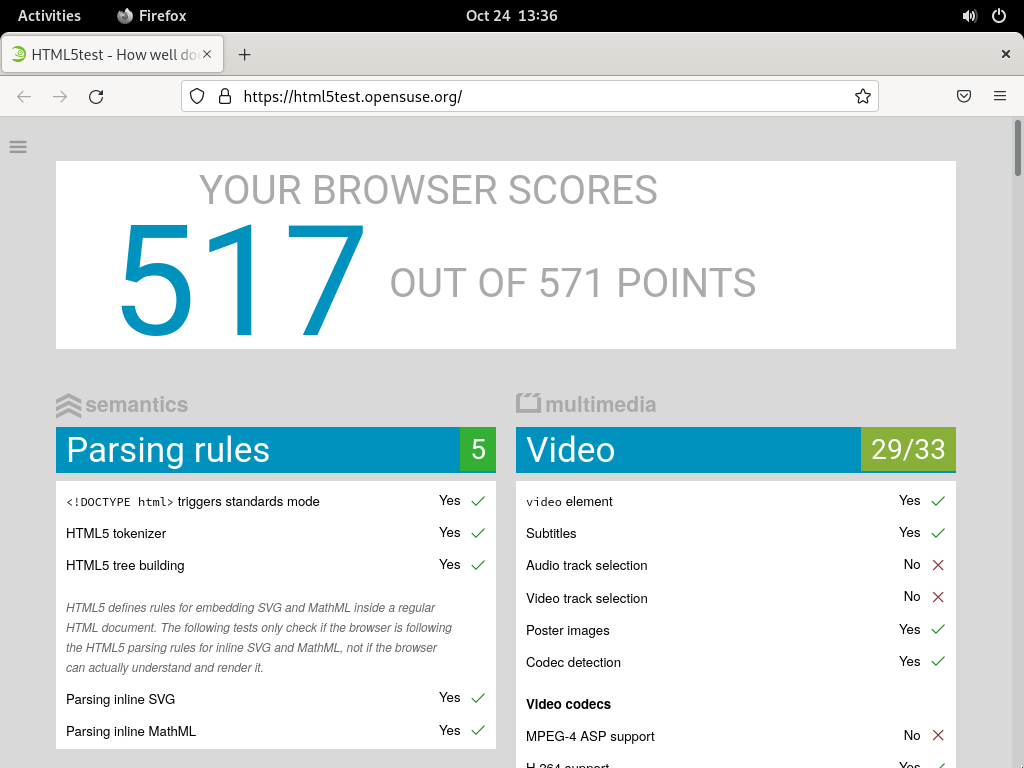 Activities
Firefox
Oct 24 13:36
HTML5test - How well do
https://html5test.opensuse.org/
YOUR BROWSER SCORES
517
OUT OF 571 POINTS
semantics
Parsing rules 5
<!DOCTYPE html> triggers standards mode Yes
HTML5 tokenizer Yes
HTML5 tree building Yes
HTML5 defines rules for embedding SVG and MathML inside a regular
HTML document. The following tests only check if the browser is following
the HTML5 parsing rules for inline SVG and MathML, not if the browser
can actually understand and render it.
Parsing inline SVG Yes
Parsing inline MathML Yes
multimedia
Video 29/33
video element Yes
Subtitles Yes
Audio track selection No
Video track selection No
Poster images Yes
Codec detection Yes
Video codecs
MPEG-4 ASP support No
H.264 support Yes